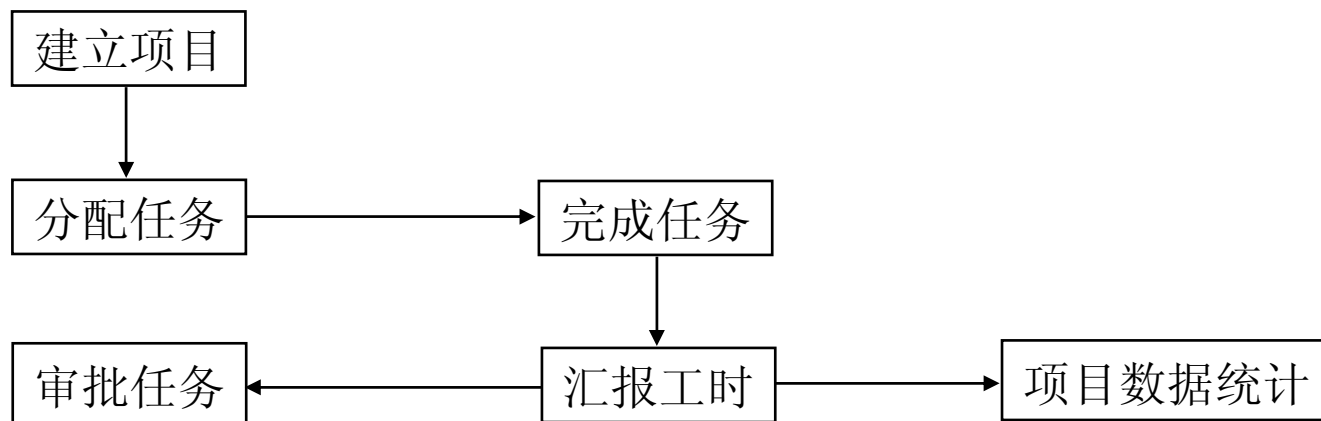 建立项目
分配任务
完成任务
审批任务
汇报工时
项目数据统计